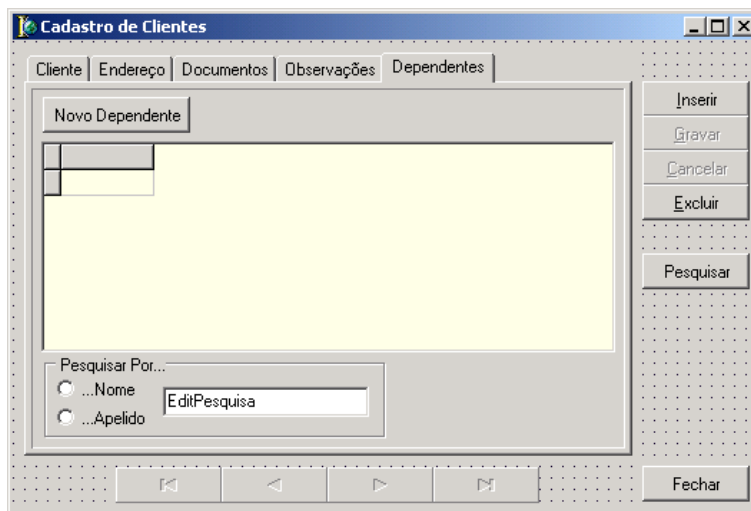 Cadastro de Clientes
Cliente Endereço Documentos Observações Dependentes
Novo Dependente
Inserir
Gravar
Cancelar
Excluir
Pesquisar
Pesquisar Por...
...Nome
EditPesquisa
...Apelido
Fechar